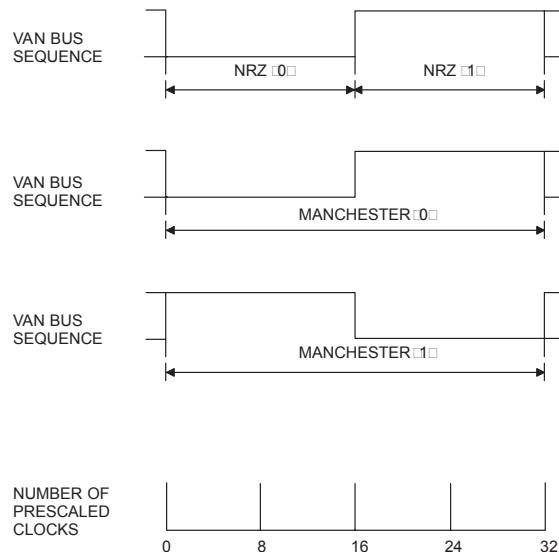 VAN BUS
SEQUENCE
NRZ □0□
NRZ □1□
VAN BUS
SEQUENCE
MANCHESTER □0□
VAN BUS
SEQUENCE
MANCHESTER □1□
NUMBER OF
PRESCALED
CLOCKS
0 8 16 24 32